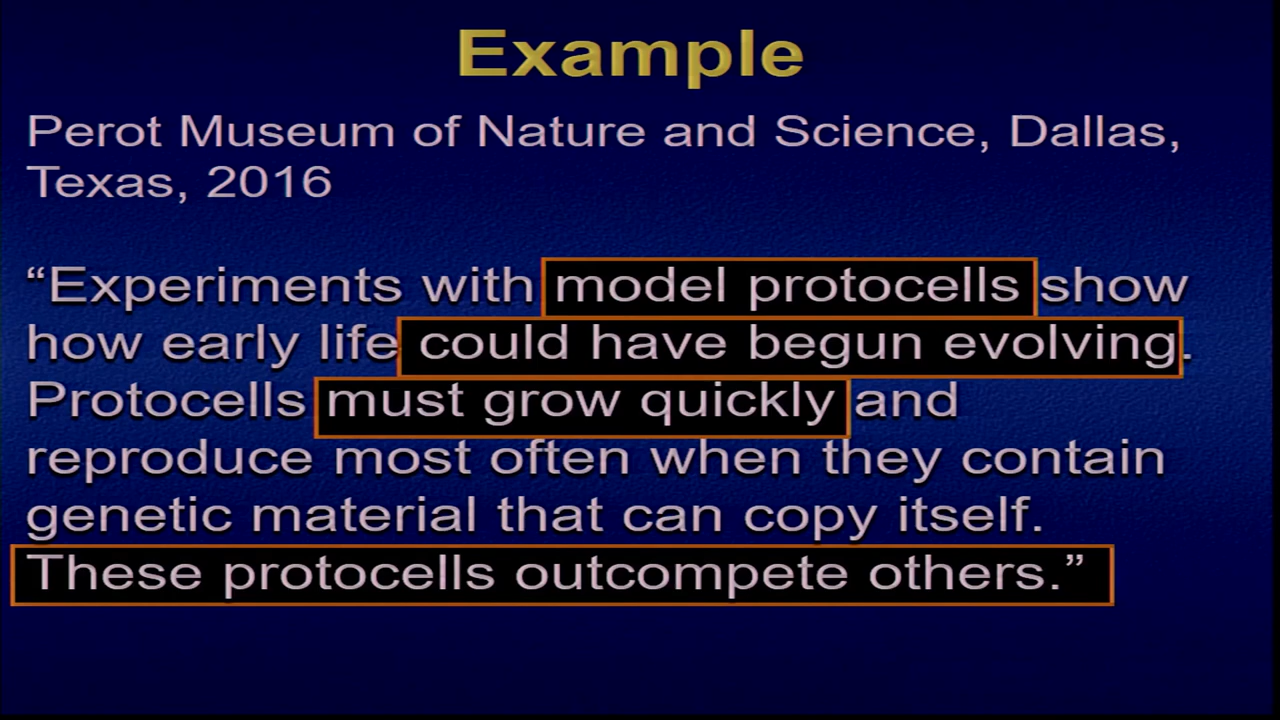 Example
Perot Museum of Nature and Science, Dallas,
Texas, 2016
“Experiments with model protocells show
how early life could have begun evolving.
Protocells must grow quickly and
reproduce most often when they contain
genetic material that can copy itself.
These protocells outcompete others.”